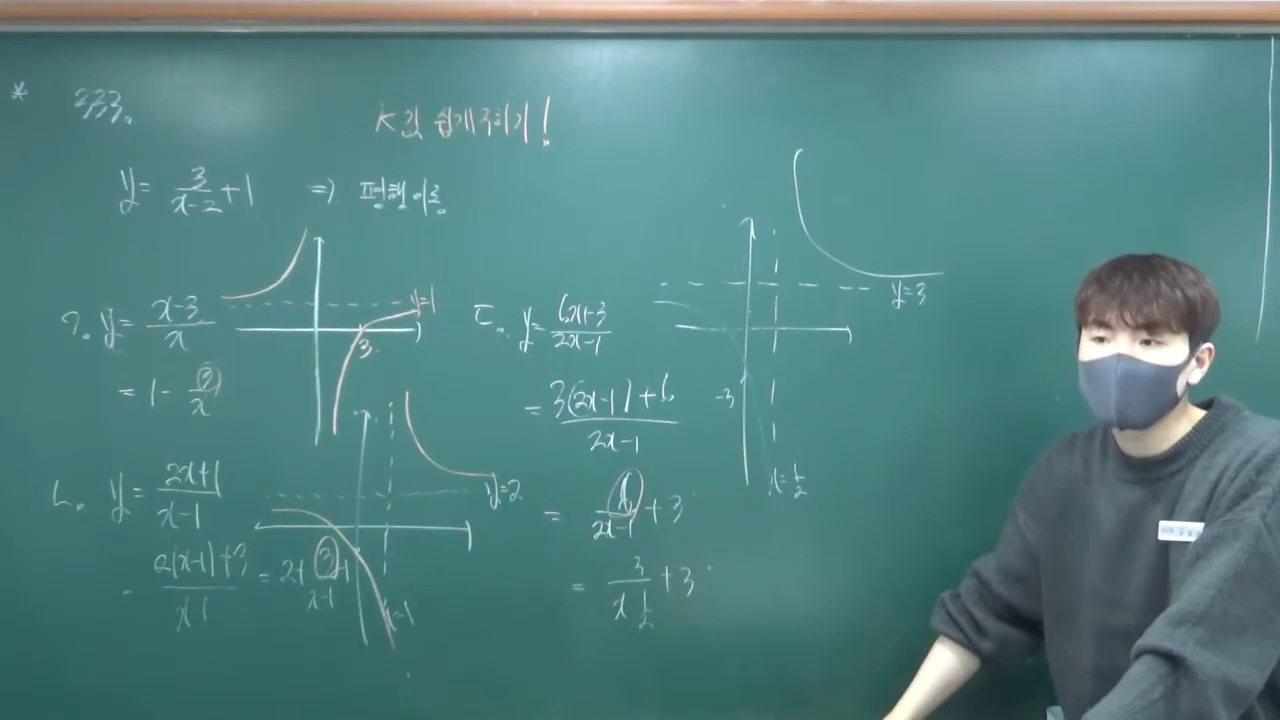 * 333.
k값 쉽게구하기!
y= 3/(x-2) +1 ⇒ 평행이동
ㄱ. y= (x-3)/x
= 1- 3/x
y=1
3
ㄴ. y= (2x+1)/(x-1)
= (2(x-1)+3)/(x-1) = 2+ 3/(x-1)
y=2
x=1
ㄷ. y= (6x+3)/(2x-1)
= (3(2x-1)+6)/(2x-1)
= 6/(2x-1) +3
= 3/(x-1/2) +3
y=3
-3
x=1/2